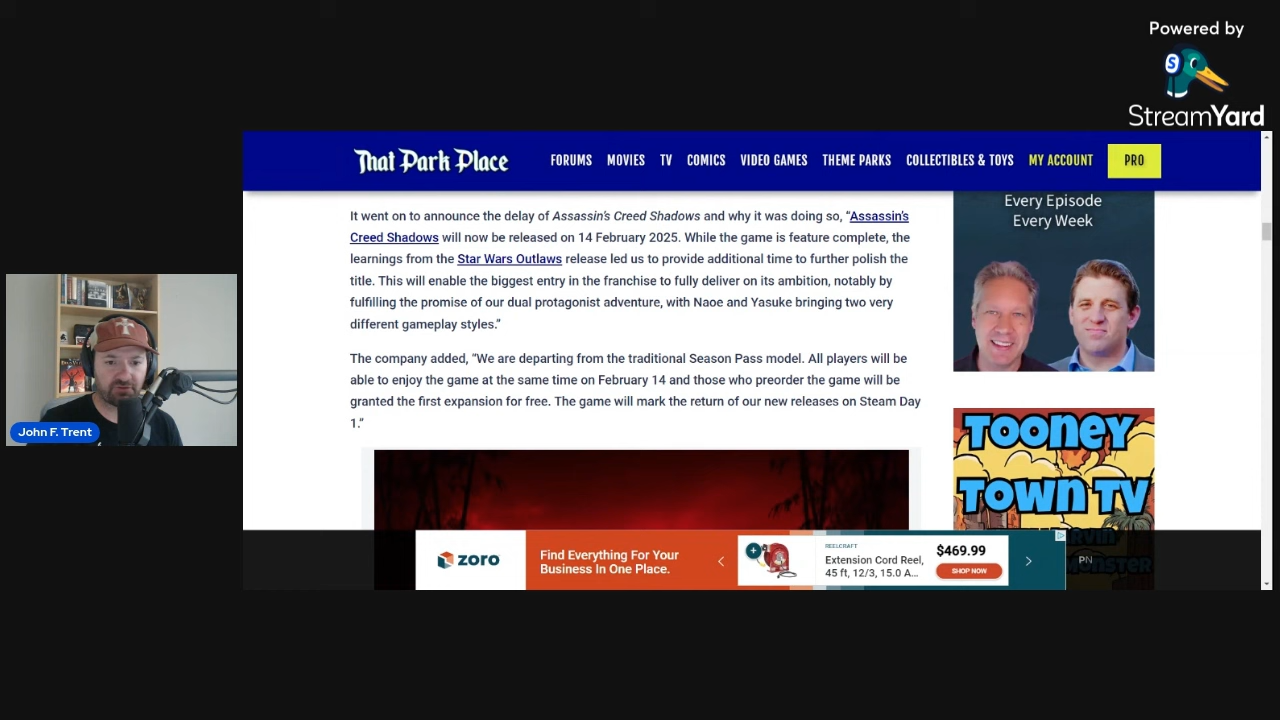 Powered by
S
StreamYard
That Park Place
FORUMS MOVIES TV COMICS VIDEO GAMES THEME PARKS COLLECTIBLES & TOYS MY ACCOUNT PRO
It went on to announce the delay of Assassin's Creed Shadows and why it was doing so, “Assassin's
Creed Shadows will now be released on 14 February 2025. While the game is feature complete, the
learnings from the Star Wars Outlaws release led us to provide additional time to further polish the
title. This will enable the biggest entry in the franchise to fully deliver on its ambition, notably by
fulfilling the promise of our dual protagonist adventure, with Naoe and Yasuke bringing two very
different gameplay styles.”
The company added, “We are departing from the traditional Season Pass model. All players will be
able to enjoy the game at the same time on February 14 and those who preorder the game will be
granted the first expansion for free. The game will mark the return of our new releases on Steam Day
1.”
Every Episode
Every Week
TOONEY
TOWN TV
MARVIN
MONSTER
PN
T
John F. Trent
zoro
Find Everything For Your
Business In One Place.
REELCRAFT
Extension Cord Reel,
45 ft, 12/3, 15.0 A...
$469.99
SHOP NOW